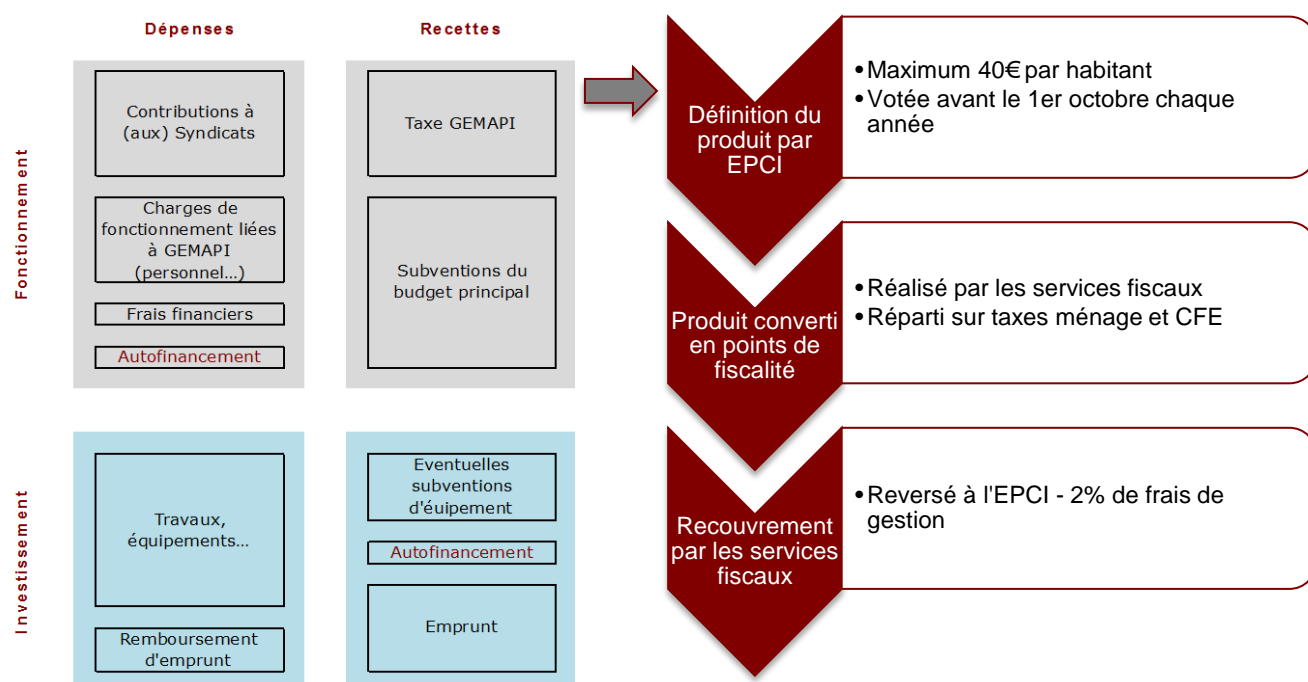 Dépenses
Recettes
Fonctionnement
Contributions à
(aux) Syndicats
Charges de
fonctionnement liées
à GEMAPI
(personnel...)
Frais financiers
Autofinancement
Taxe GEMAPI
Subventions du
budget principal
Investissement
Travaux,
équipements...
Remboursement
d'emprunt
Eventuelles
subventions
d'éuipement
Autofinancement
Emprunt
Définition du
produit par
EPCI
•Maximum 40€ par habitant
•Votée avant le 1er octobre chaque
année
Produit converti
en points de
fiscalité
•Réalisé par les services fiscaux
•Réparti sur taxes ménage et CFE
Recouvrement
par les services
fiscaux
•Reversé à l'EPCI - 2% de frais de
gestion